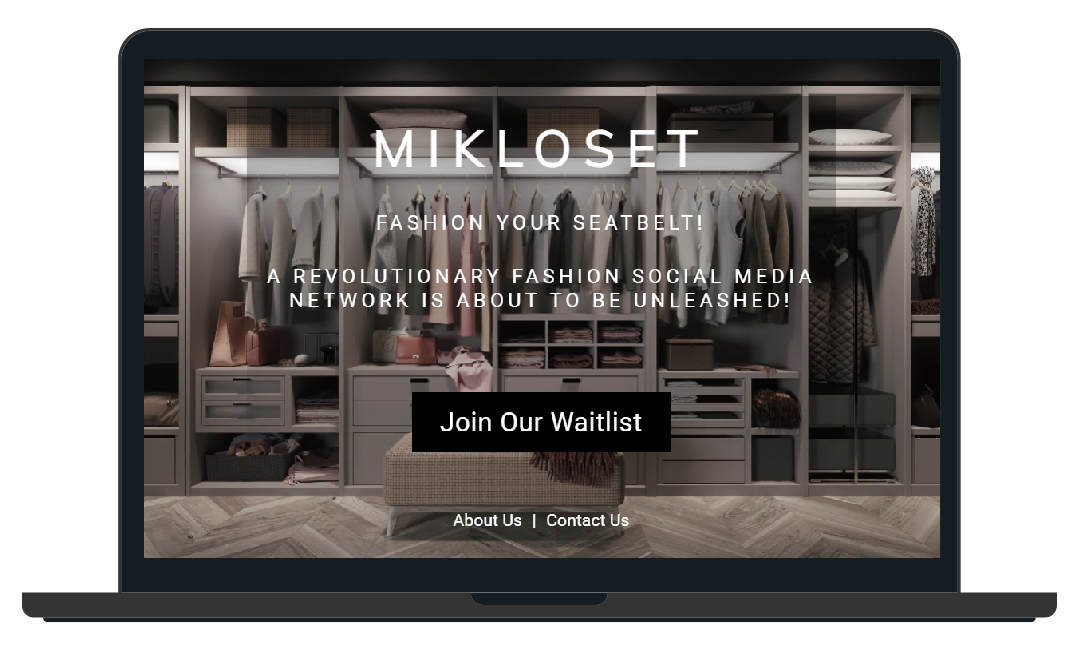 MIKLOSET
FASHION YOUR SEATBELT!
A REVOLUTIONARY FASHION SOCIAL MEDIA
NETWORK IS ABOUT TO BE UNLEASHED!
Join Our Waitlist
About Us | Contact Us